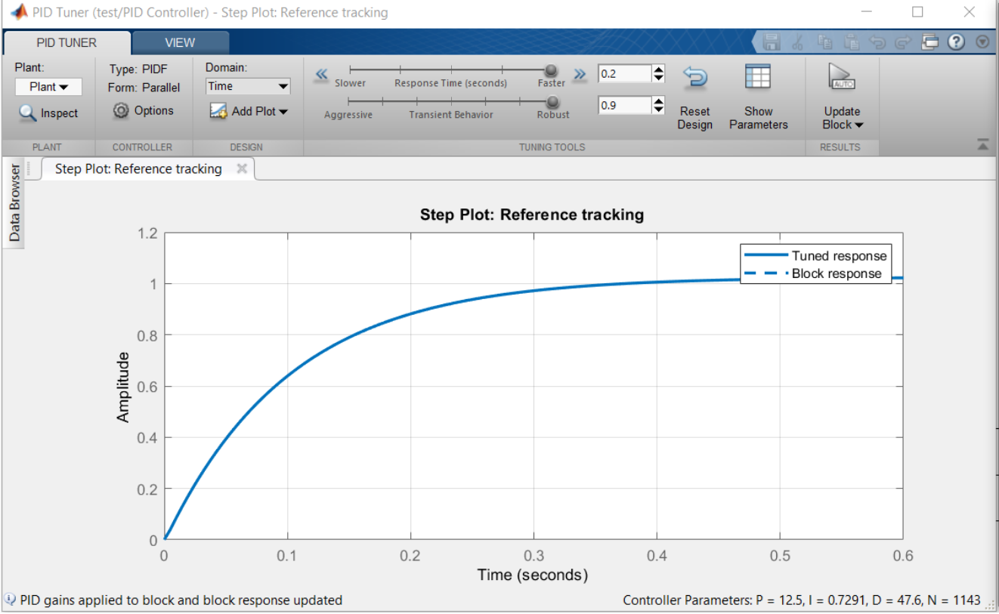 PID Tuner (test/PID Controller) - Step Plot: Reference tracking
PID TUNER VIEW
Plant:
Plant
Inspect
PLANT
Type: PIDF
Form: Parallel
Options
CONTROLLER
Domain:
Time
Add Plot
DESIGN
Slower Response Time (seconds) Faster 0.2
Aggressive Transient Behavior Robust 0.9
Reset
Design
Show
Parameters
TUNING TOOLS
AUTO
Update
Block
RESULTS
Data Browser
Step Plot: Reference tracking
Step Plot: Reference tracking
Tuned response
Block response
Amplitude
1.2
1
0.8
0.6
0.4
0.2
0
0 0.1 0.2 0.3 0.4 0.5 0.6
Time (seconds)
PID gains applied to block and block response updated
Controller Parameters: P = 12.5, I = 0.7291, D = 47.6, N = 1143